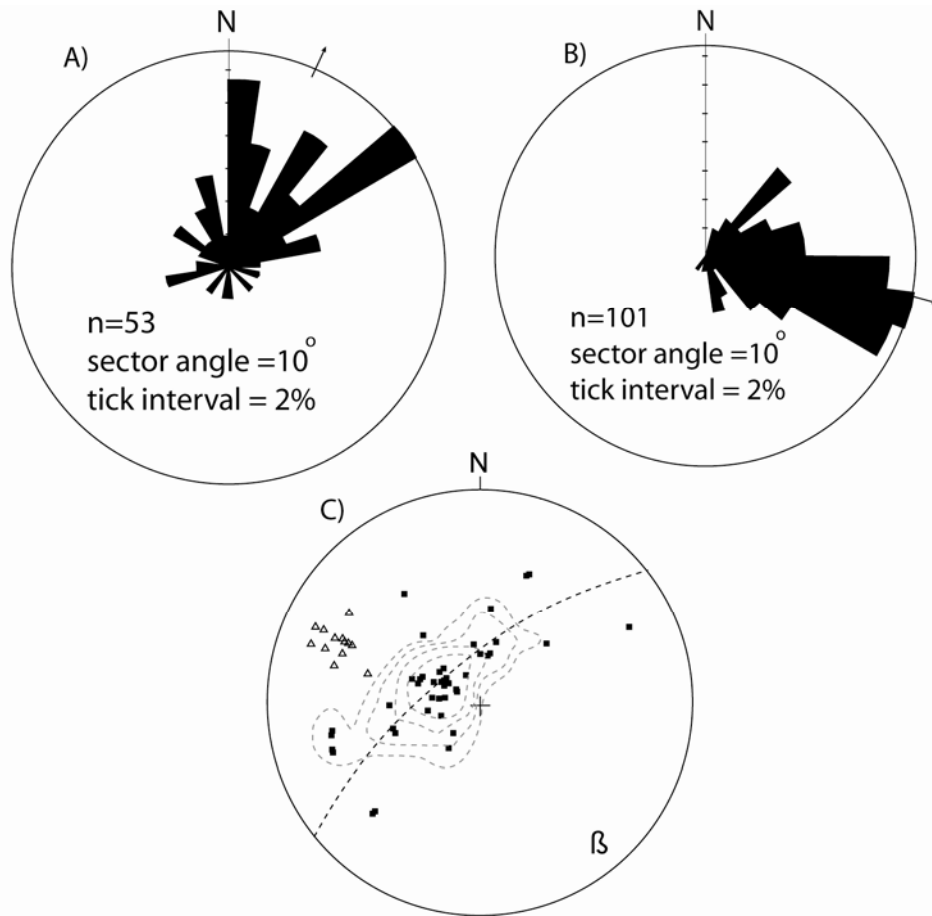 N
A)
n=53
sector angle =10°
tick interval = 2%
N
B)
n=101
sector angle =10°
tick interval = 2%
N
C)
ß